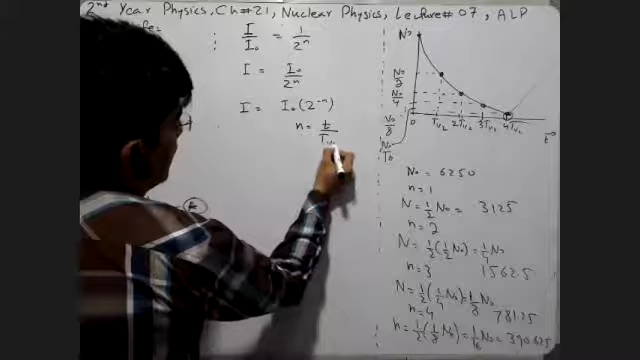 2nd Year Physics, Ch#21, Nuclear Physics, Lecture# 07, ALP
I/I₀ = 1/2ⁿ
I = I₀/2ⁿ
I = I₀(2⁻ⁿ)
n = t/T½
N₀
N₀/2
N₀/4
N₀/8
N₀/16
0 T½ 2T½ 3T½ 4T½ t
N₀ = 6250
n = 1
N = ½N₀ = 3125
n = 2
N = ½(½N₀) = ¼N₀
n = 3 1562.5
N = ½(¼N₀) = ⅛N₀
n = 4 781.25
N = ½(⅛N₀) = 1/16 N₀ = 390.625